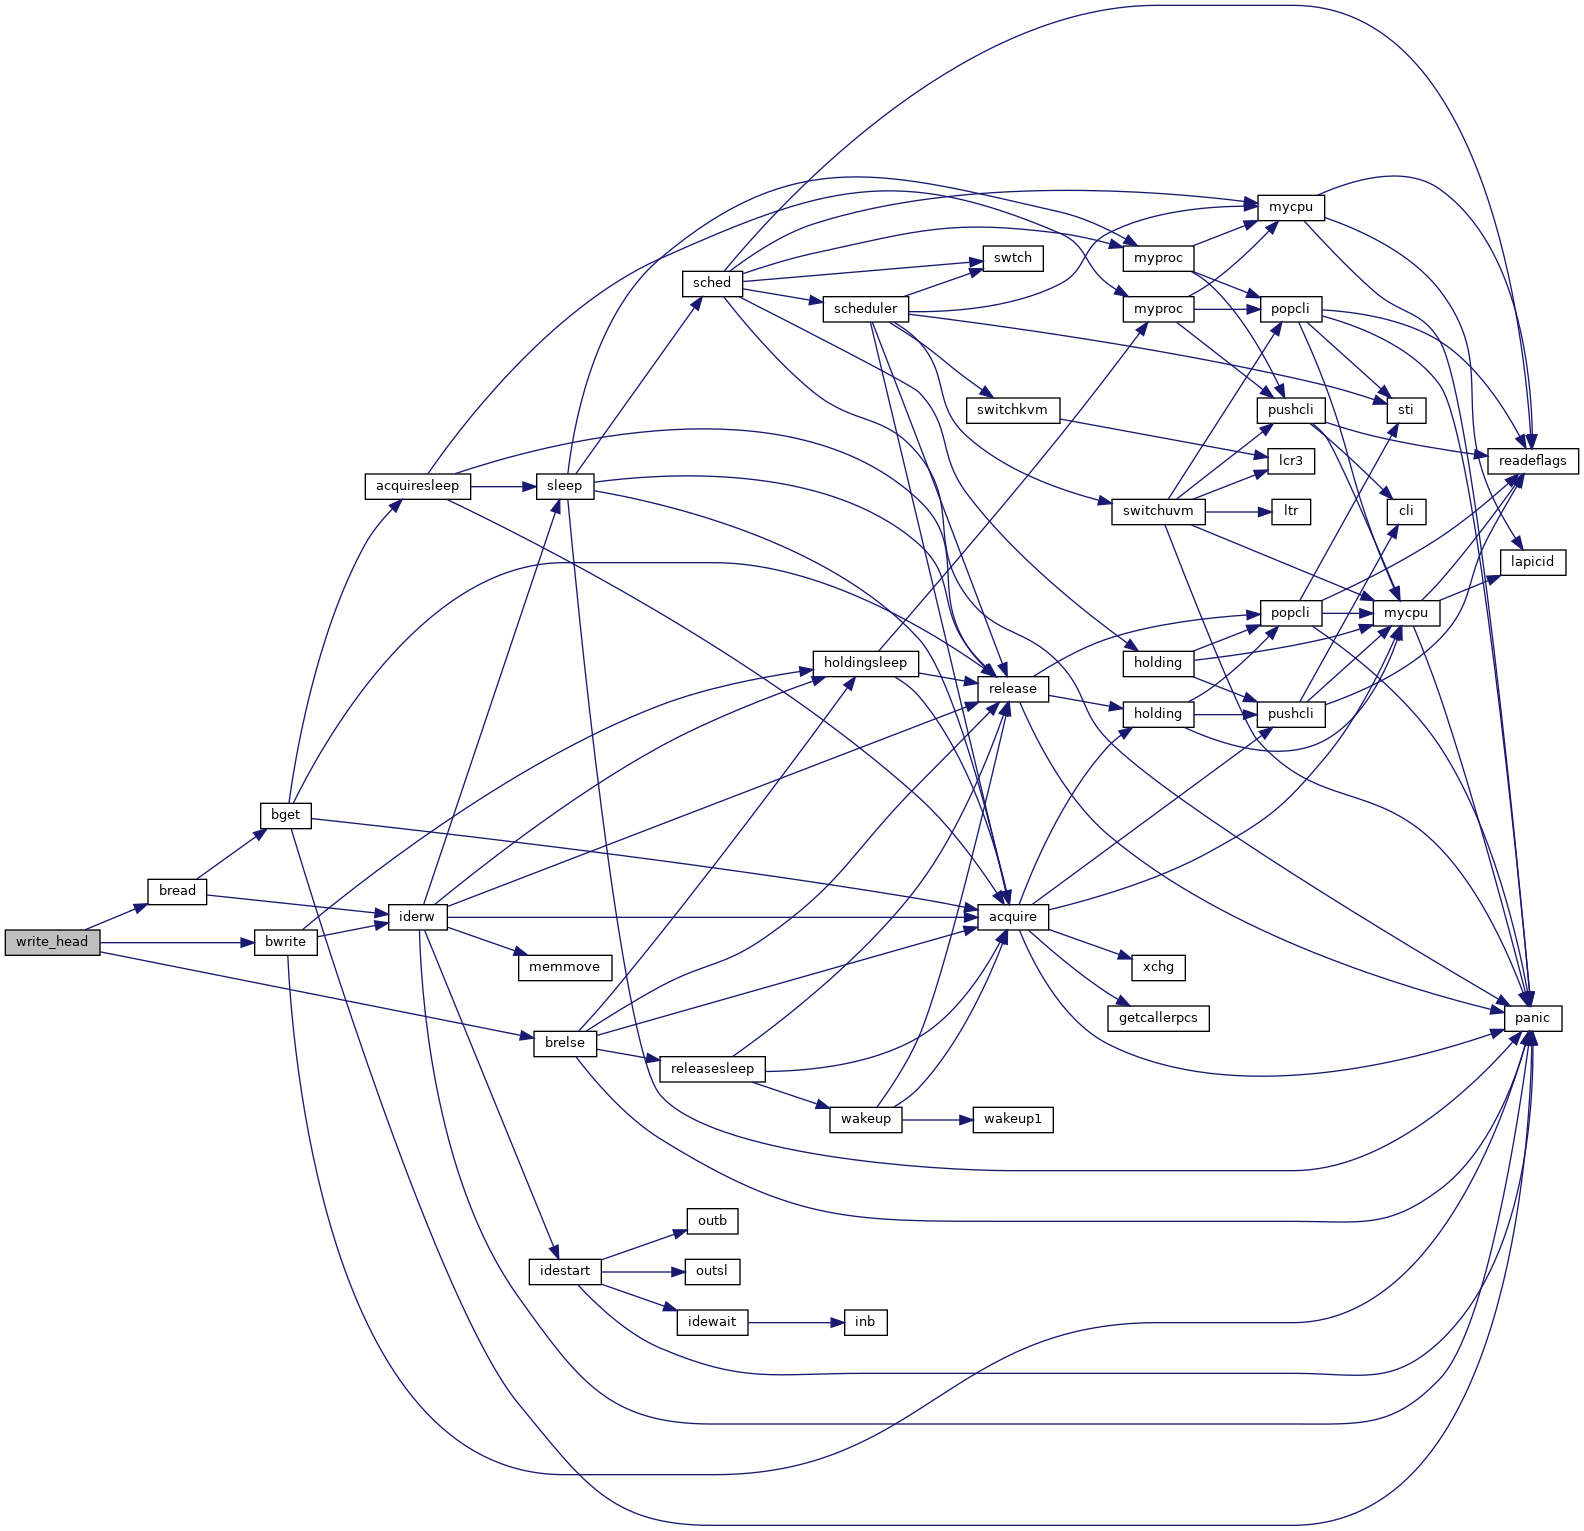 mycpu
myproc
swtch
sched
scheduler
myproc
popcli
switchkvm
pushcli
sti
lcr3
readeflags
acquiresleep
sleep
switchuvm
ltr
cli
lapicid
popcli
mycpu
holdingsleep
holding
release
holding
pushcli
bget
bread
iderw
acquire
write_head
bwrite
memmove
xchg
getcallerpcs
panic
brelse
releasesleep
wakeup
wakeup1
outb
idestart
outsl
idewait
inb